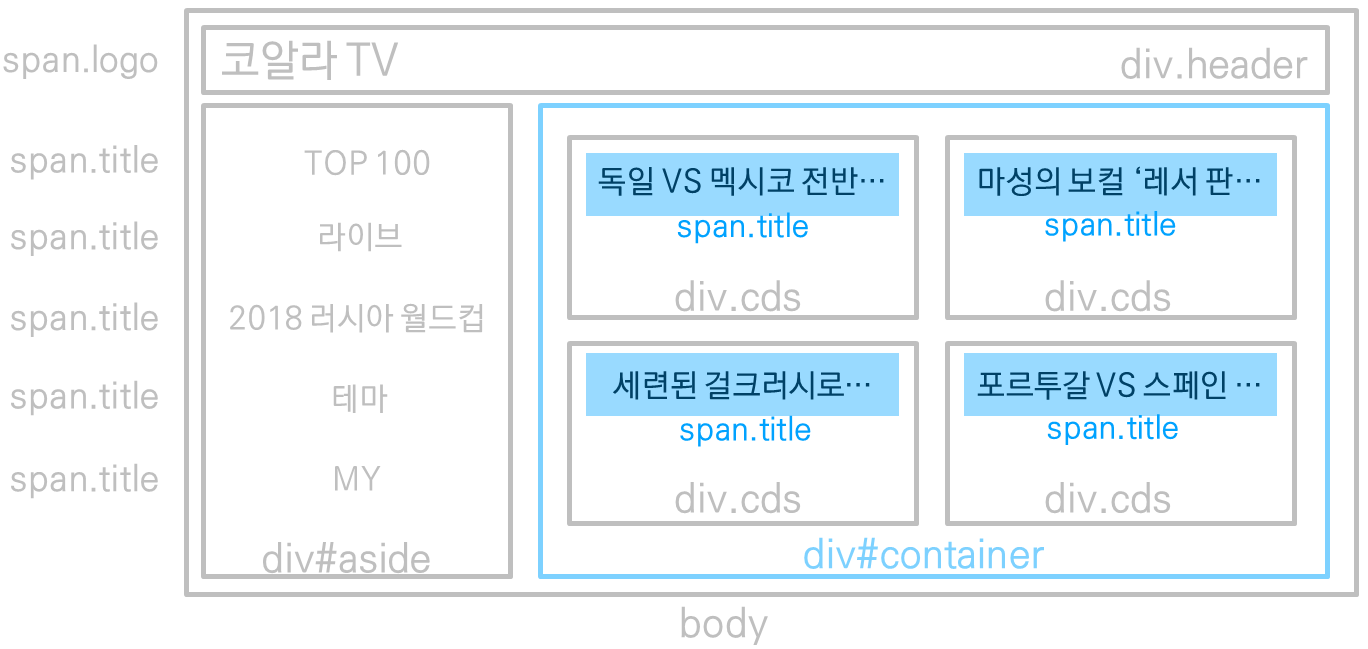 span.logo
코알라 TV
div.header
span.title
span.title
span.title
span.title
span.title
TOP 100
라이브
2018 러시아 월드컵
테마
MY
div#aside
독일 VS 멕시코 전반…
span.title
div.cds
마성의 보컬 ‘레서 판…
span.title
div.cds
세련된 걸크러시로…
span.title
div.cds
포르투갈 VS 스페인 …
span.title
div.cds
div#container
body